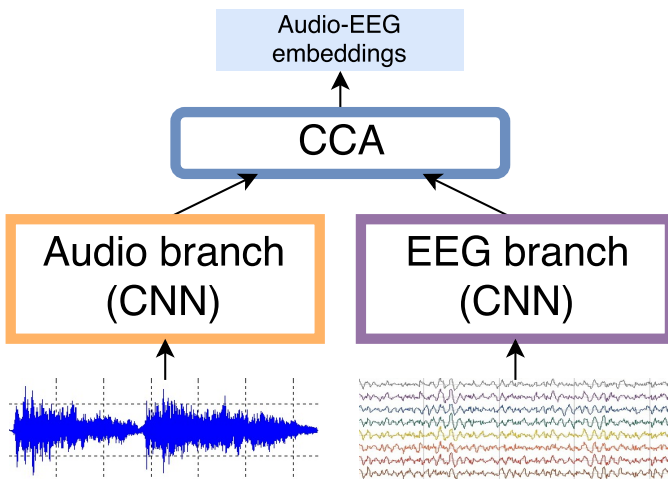 Audio-EEG
embeddings
CCA
Audio branch
(CNN)
EEG branch
(CNN)